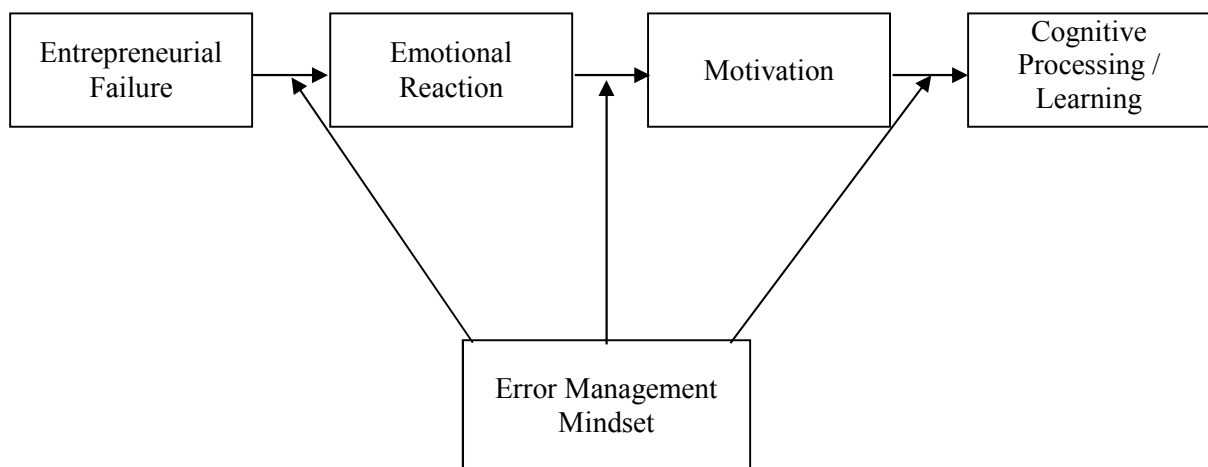 Entrepreneurial
Failure
Emotional
Reaction
Motivation
Cognitive
Processing /
Learning
Error Management
Mindset